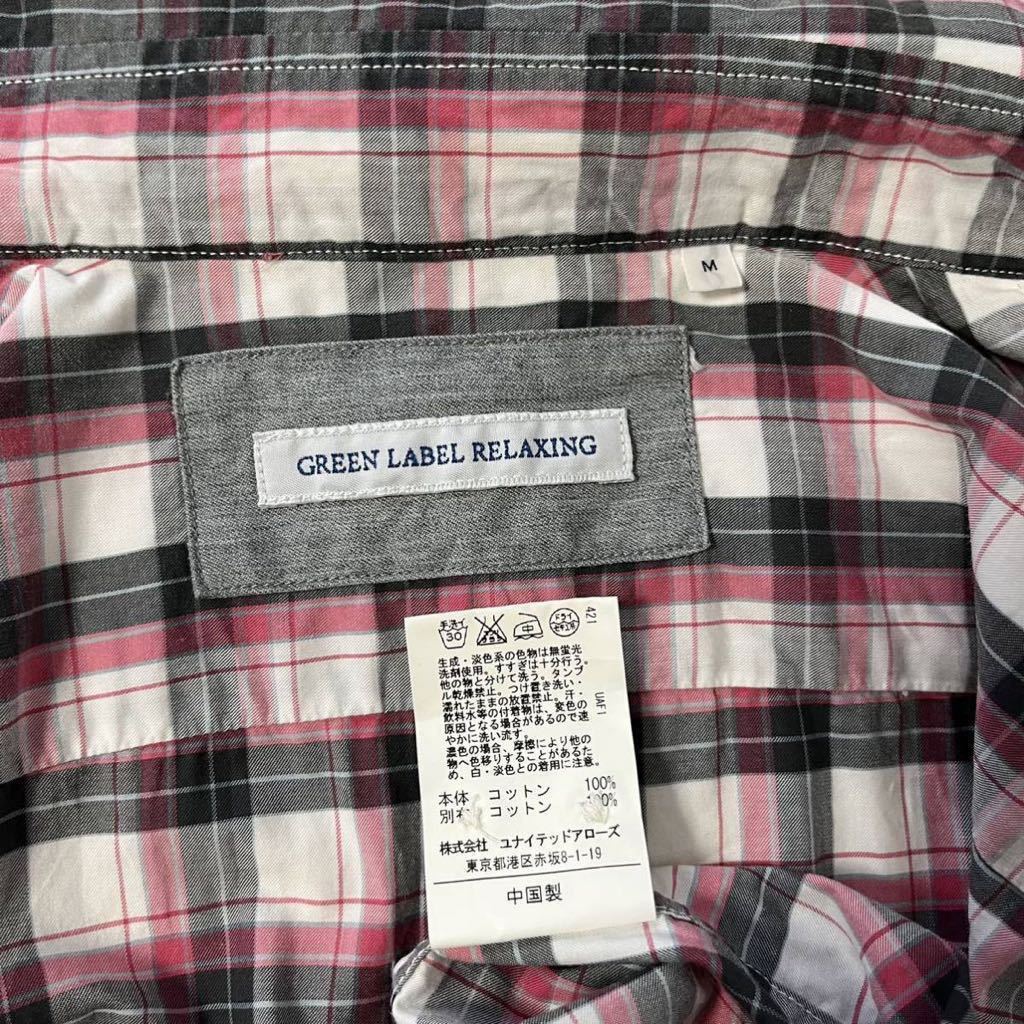 M
GREEN LABEL RELAXING
手洗イ
30
中
ドライ
セキユ系
421
UAF1
生成・淡色系の色物は無蛍光
洗剤使用。すすぎは十分行う。
他の物と分けて洗う。タンブ
ル乾燥禁止。つけ置き洗い・
濡れたままの放置禁止。汗・
飲料水等の付着物は、変色の
原因となる場合があるので速
やかに洗い流す。
濃色の場合、摩擦により他の
物へ色移りすることがあるた
め、白・淡色との着用に注意。
本体 コットン 100%
別布 コットン 100%
株式会社 ユナイテッドアローズ
東京都港区赤坂8-1-19
中国製